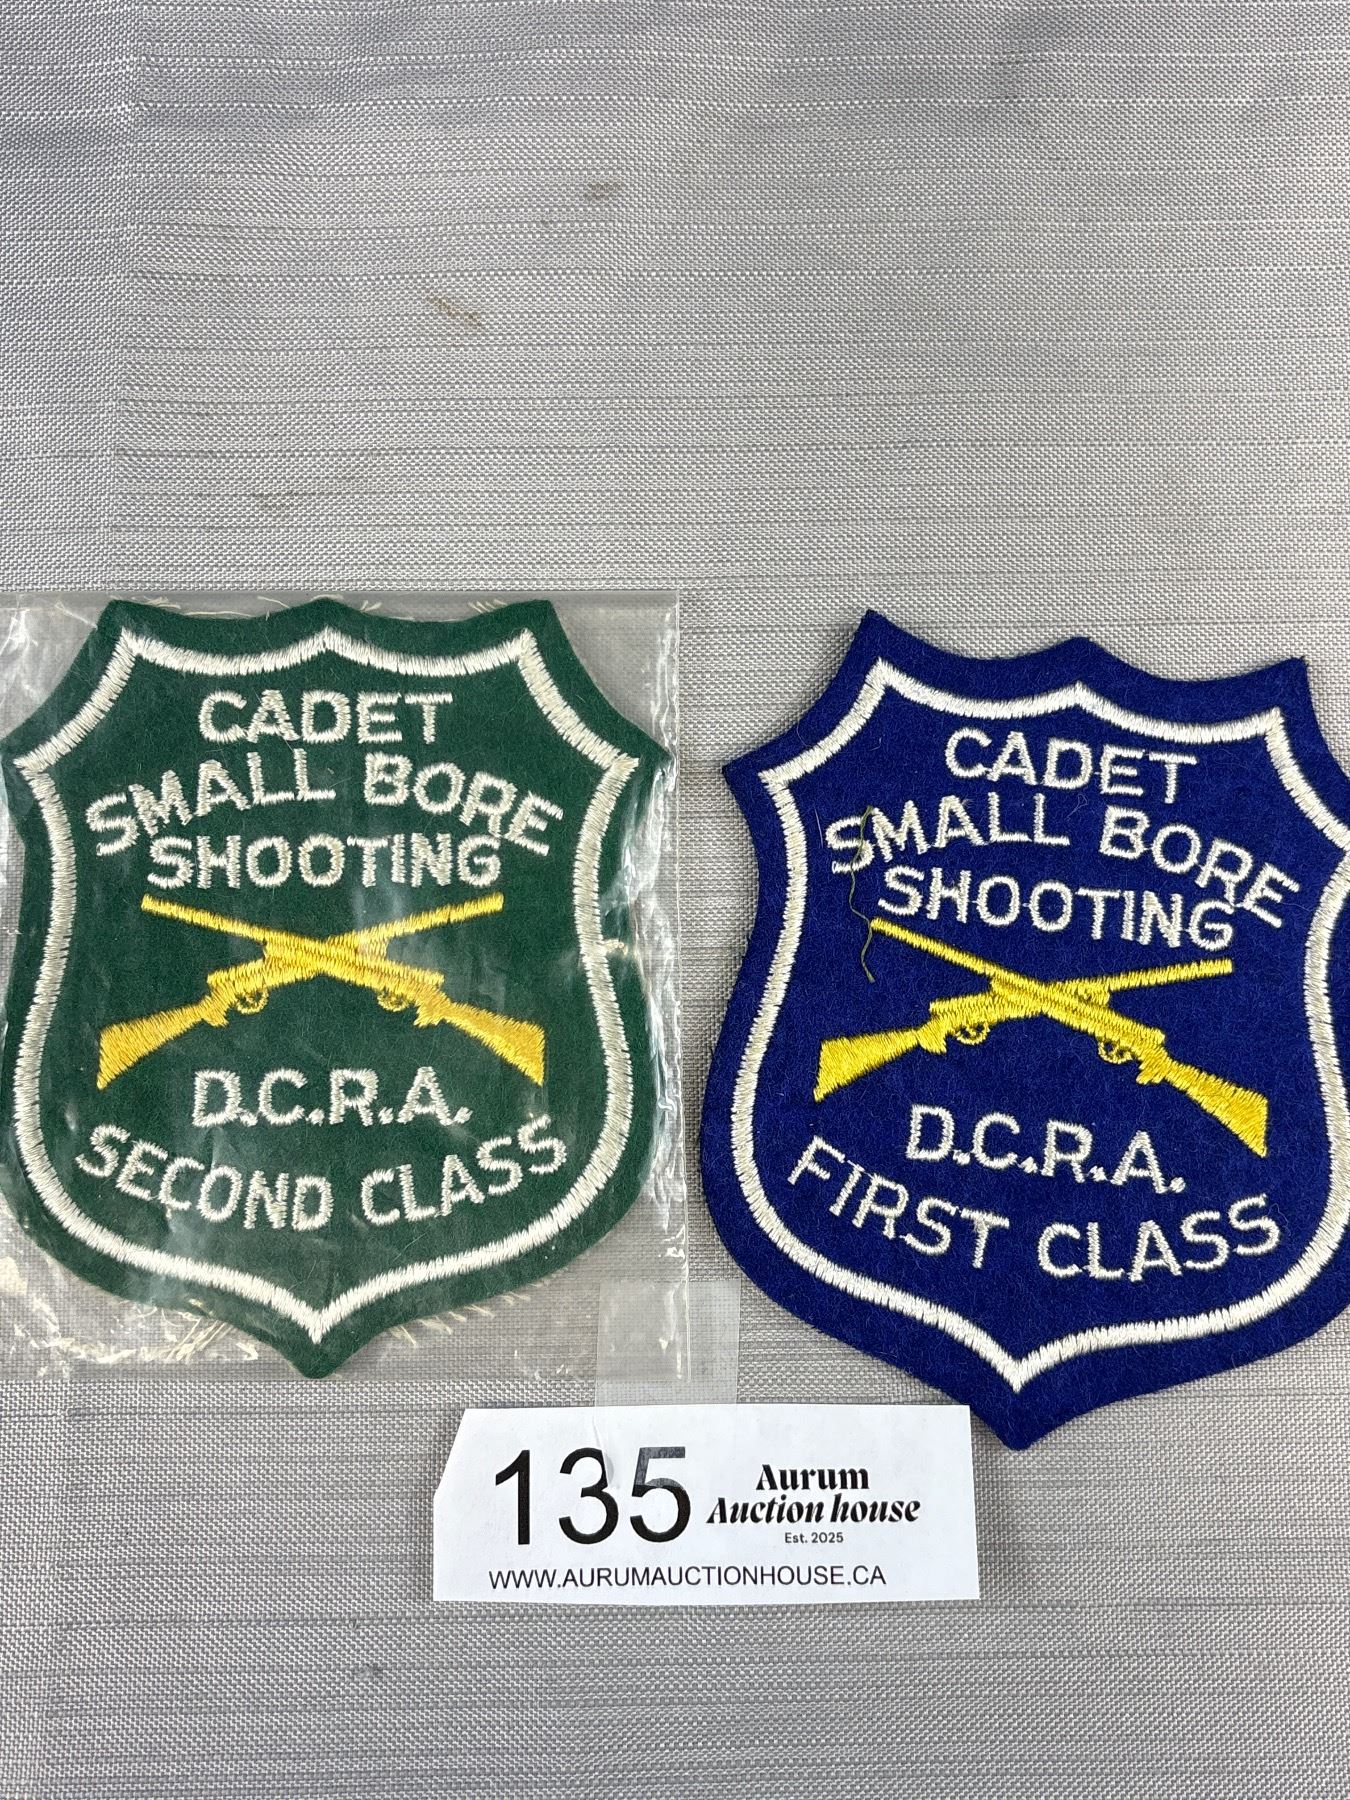 CADET
SMALL BORE
SHOOTING
D.C.R.A.
SECOND CLASS
CADET
SMALL BORE
SHOOTING
D.C.R.A.
FIRST CLASS
135
Aurum
Auction house
Est. 2025
WWW.AURUMAUCTIONHOUSE.CA